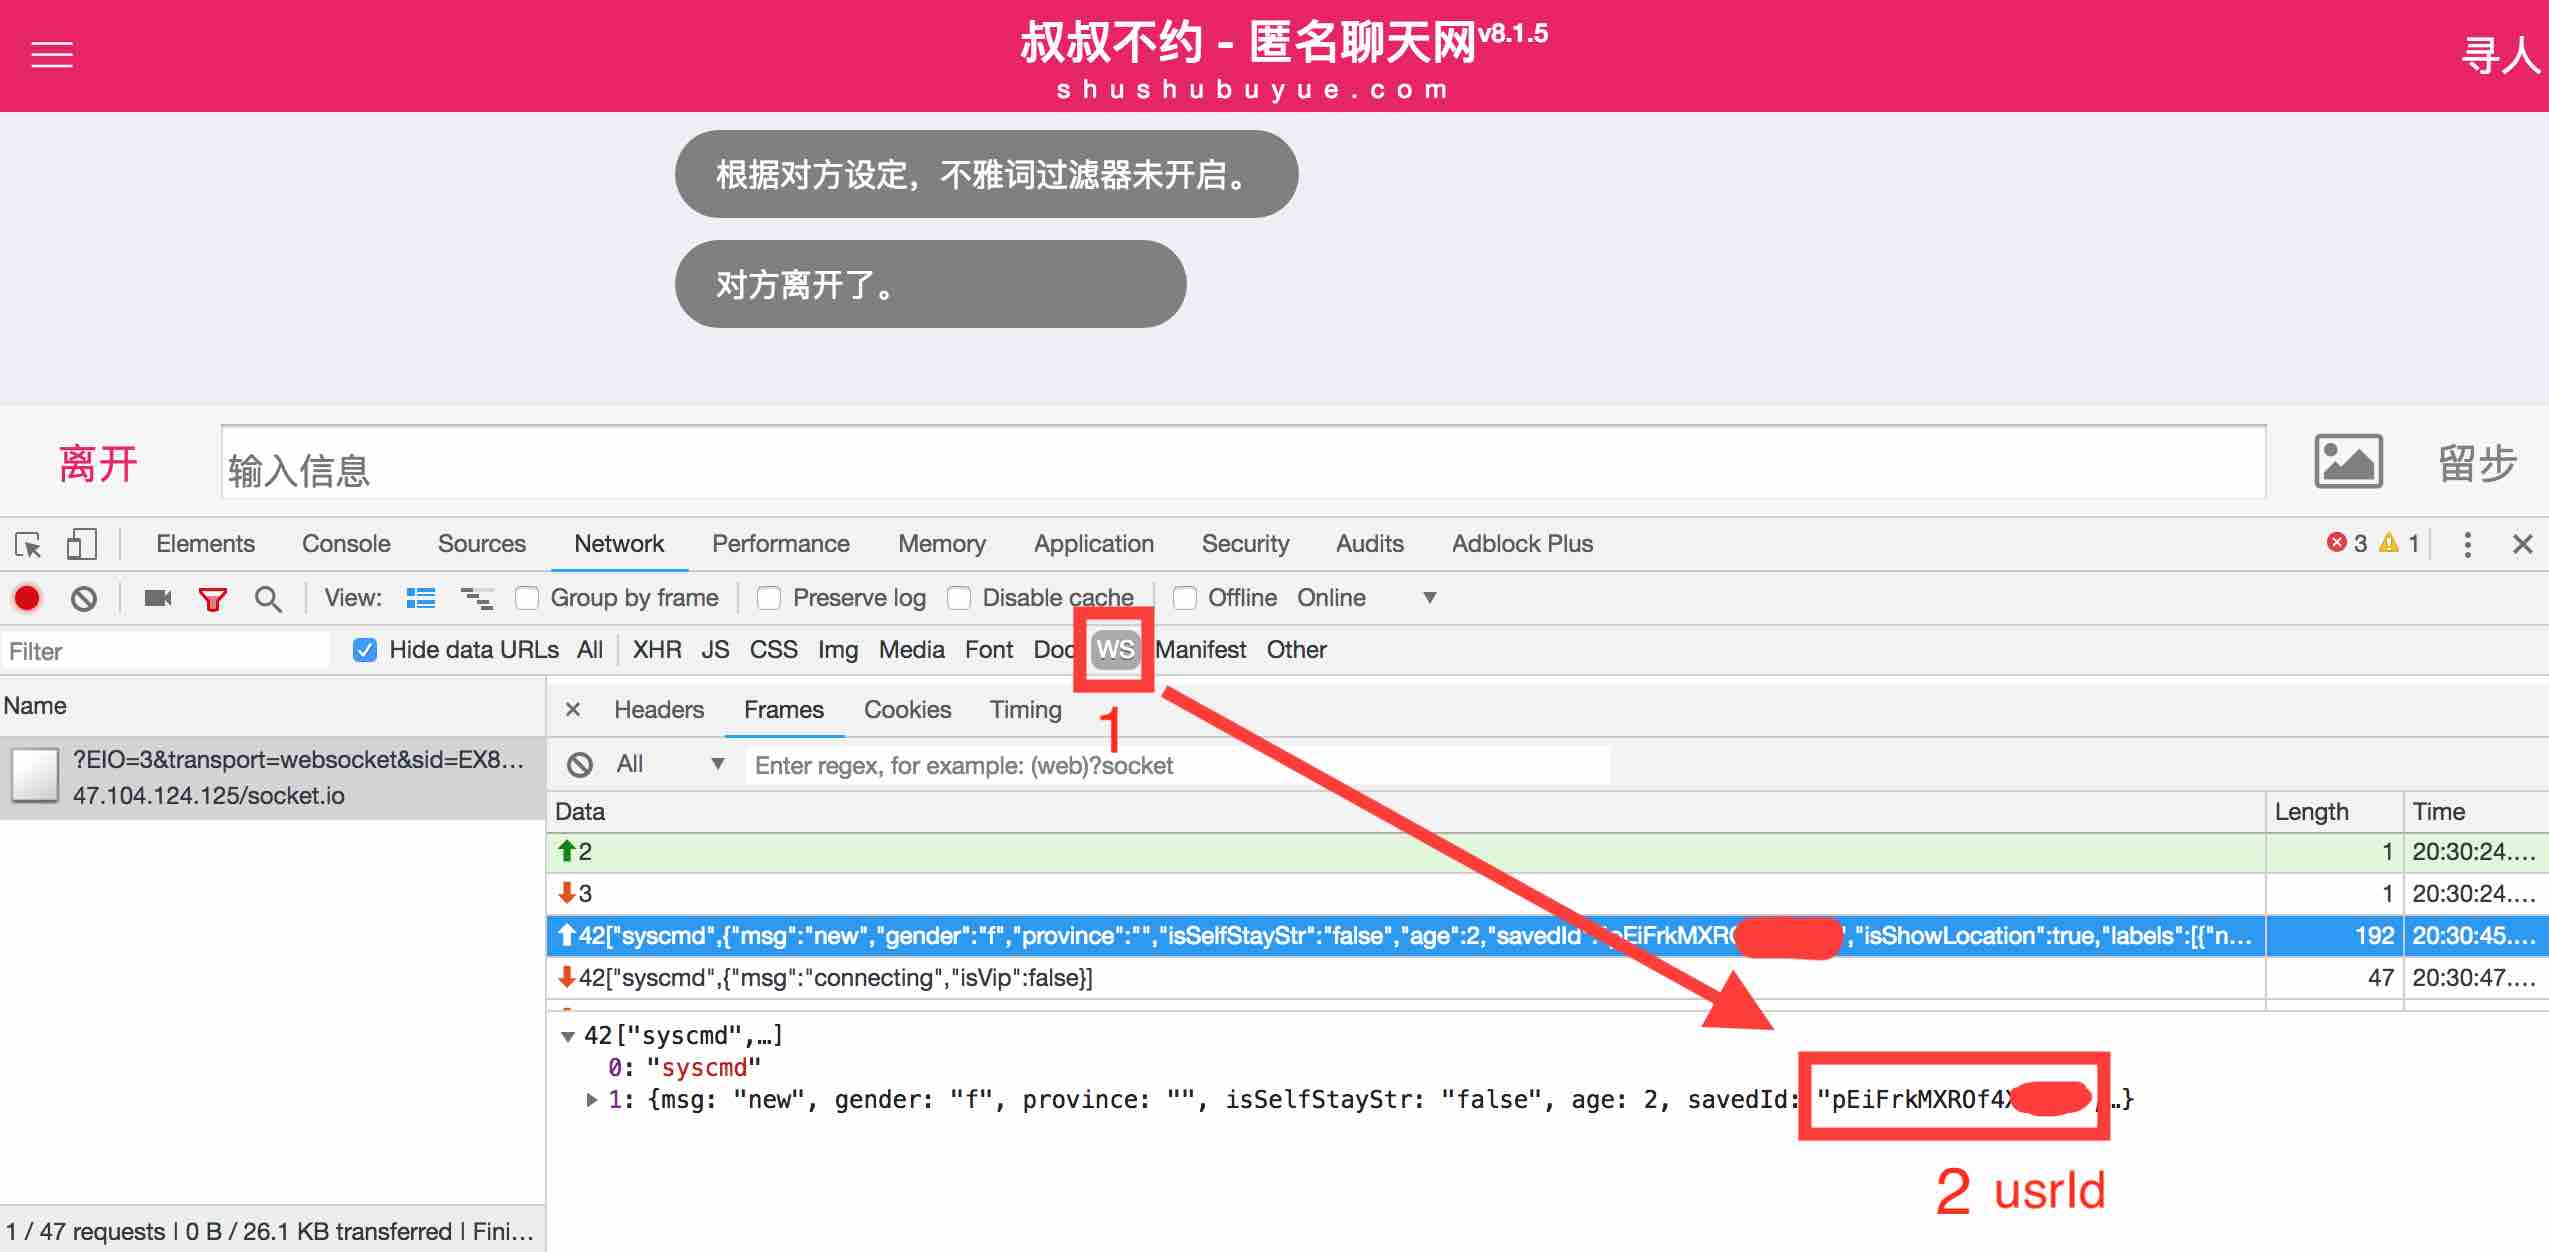 叔叔不约 - 匿名聊天网v8.1.5
shushubuyue.com
寻人
根据对方设定，不雅词过滤器未开启。
对方离开了。
离开
输入信息
留步
Elements Console Sources Network Performance Memory Application Security Audits Adblock Plus 3 1
View: Group by frame Preserve log Disable cache Offline Online
Filter Hide data URLs All XHR JS CSS Img Media Font Doc WS Manifest Other
Name
Headers Frames Cookies Timing
1
?EIO=3&transport=websocket&sid=EX8...
47.104.124.125/socket.io
All Enter regex, for example: (web)?socket
Data Length Time
2 1 20:30:24....
3 1 20:30:24....
42["syscmd",{"msg":"new","gender":"f","province":"","isSelfStayStr":"false","age":2,"savedId":"pEiFrkMXRO ","isShowLocation":true,"labels":[{"n... 192 20:30:45....
42["syscmd",{"msg":"connecting","isVip":false}] 47 20:30:47....
42["syscmd",…]
0: "syscmd"
1: {msg: "new", gender: "f", province: "", isSelfStayStr: "false", age: 2, savedId: "pEiFrkMXROf4X ,…}
2 usrId
1 / 47 requests | 0 B / 26.1 KB transferred | Fini...